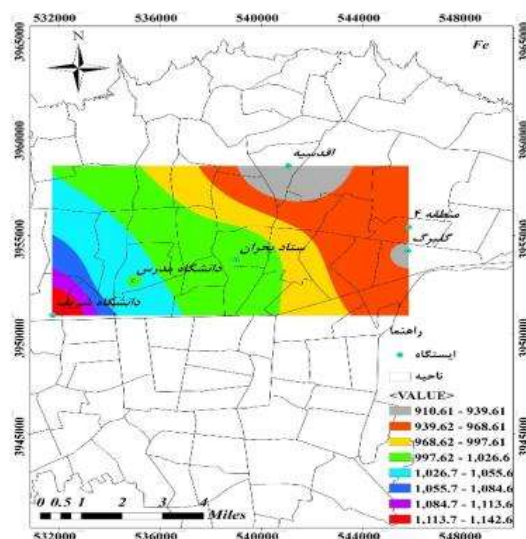 532000 536000 540000 544000 548000
3965000
3960000
3955000
3950000
3945000
N
Fe
اقدسیه
منطقه ۴
گلبرگ
ستاد بحران
دانشگاه مدرس
دانشگاه شریف
راهنما
ایستگاه
ناحیه
<VALUE>
910.61 - 939.61
939.62 - 968.61
968.62 - 997.61
997.62 - 1,026.6
1,026.7 - 1,055.6
1,055.7 - 1,084.6
1,084.7 - 1,113.6
1,113.7 - 1,142.6
0 0.5 1 2 3 4
Miles
532000 536000 540000 544000 548000
3965000
3960000
3955000
3950000
3945000